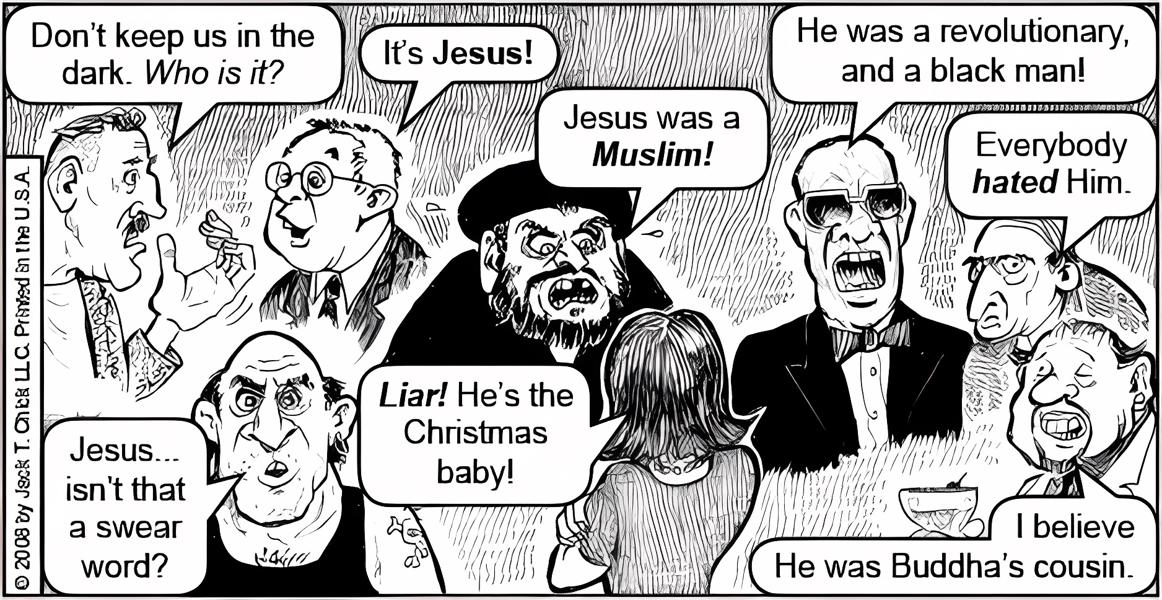 Don't keep us in the
dark. Who is it?
It's Jesus!
Jesus was a
Muslim!
He was a revolutionary,
and a black man!
Everybody
hated Him.
Jesus...
isn't that
a swear
word?
Liar! He's the
Christmas
baby!
I believe
He was Buddha's cousin.
© 2008 by Jack T. Chick LLC. Printed in the U.S.A.